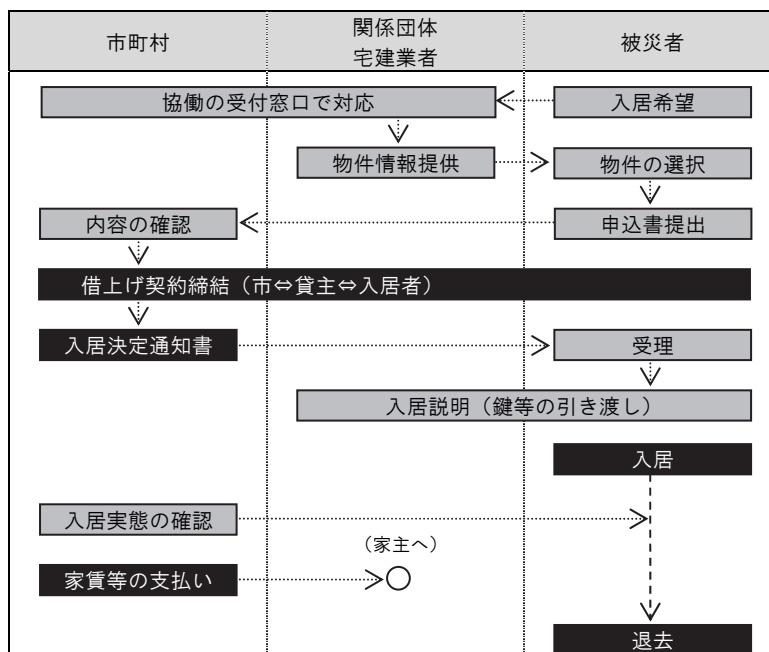 市町村
関係団体
宅建業者
被災者
協働の受付窓口で対応
入居希望
物件情報提供
物件の選択
内容の確認
申込書提出
借上げ契約締結（市⇔貸主⇔入居者）
入居決定通知書
受理
入居説明（鍵等の引き渡し）
入居
入居実態の確認
（家主へ）
家賃等の支払い
退去